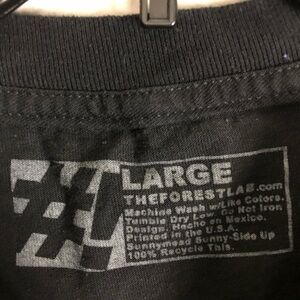 #!
LARGE
THEFORESTLAB.com
Machine Wash w/Like Colors.
Tumble Dry Low. Do Not Iron
Design. Hecho en Mexico.
Printed in the U.S.A.
Sunnymead Sunny-Side Up
100% Recycle This.